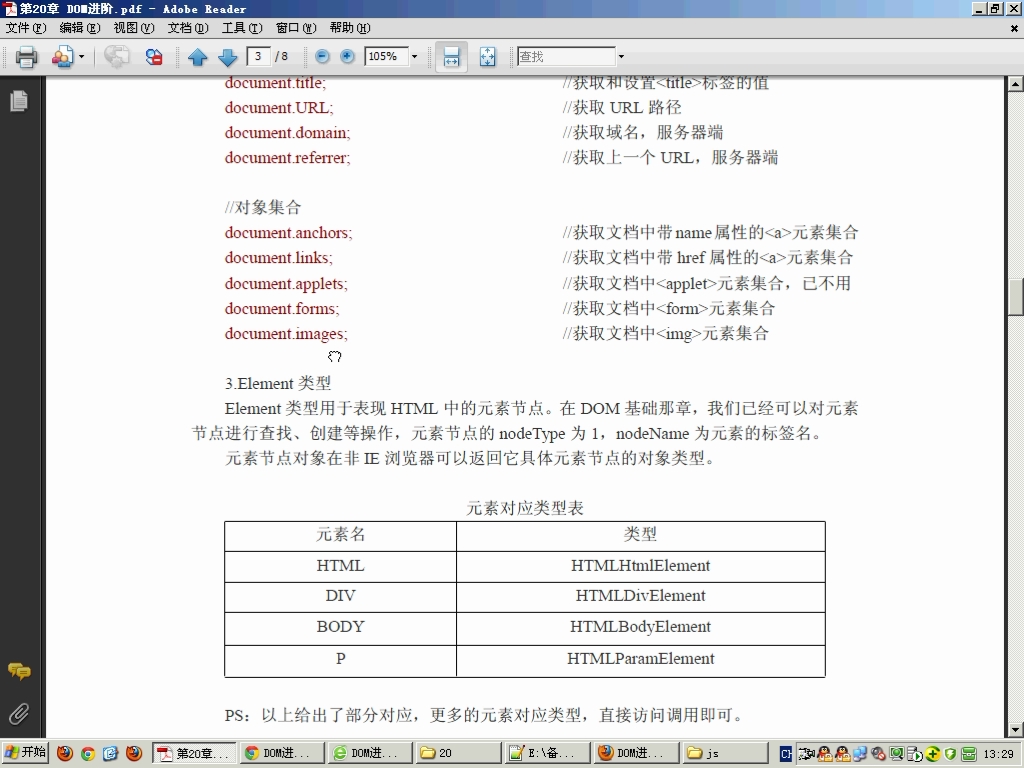 第20章 DOM进阶.pdf - Adobe Reader
文件(F) 编辑(E) 视图(V) 文档(D) 工具(T) 窗口(W) 帮助(H)
3 / 8 105% 查找
document.title; //获取和设置<title>标签的值
document.URL; //获取 URL 路径
document.domain; //获取域名，服务器端
document.referrer; //获取上一个 URL，服务器端
//对象集合
document.anchors; //获取文档中带 name 属性的<a>元素集合
document.links; //获取文档中带 href 属性的<a>元素集合
document.applets; //获取文档中<applet>元素集合，已不用
document.forms; //获取文档中<form>元素集合
document.images; //获取文档中<img>元素集合
3.Element 类型
Element 类型用于表现 HTML 中的元素节点。在 DOM 基础那章，我们已经可以对元素
节点进行查找、创建等操作，元素节点的 nodeType 为 1，nodeName 为元素的标签名。
元素节点对象在非 IE 浏览器可以返回它具体元素节点的对象类型。
元素对应类型表
元素名 类型
HTML HTMLHtmlElement
DIV HTMLDivElement
BODY HTMLBodyElement
P HTMLParamElement
PS：以上给出了部分对应，更多的元素对应类型，直接访问调用即可。
开始 第20章... DOM进... DOM进... 20 E:\备... DOM进... js CH 13:29